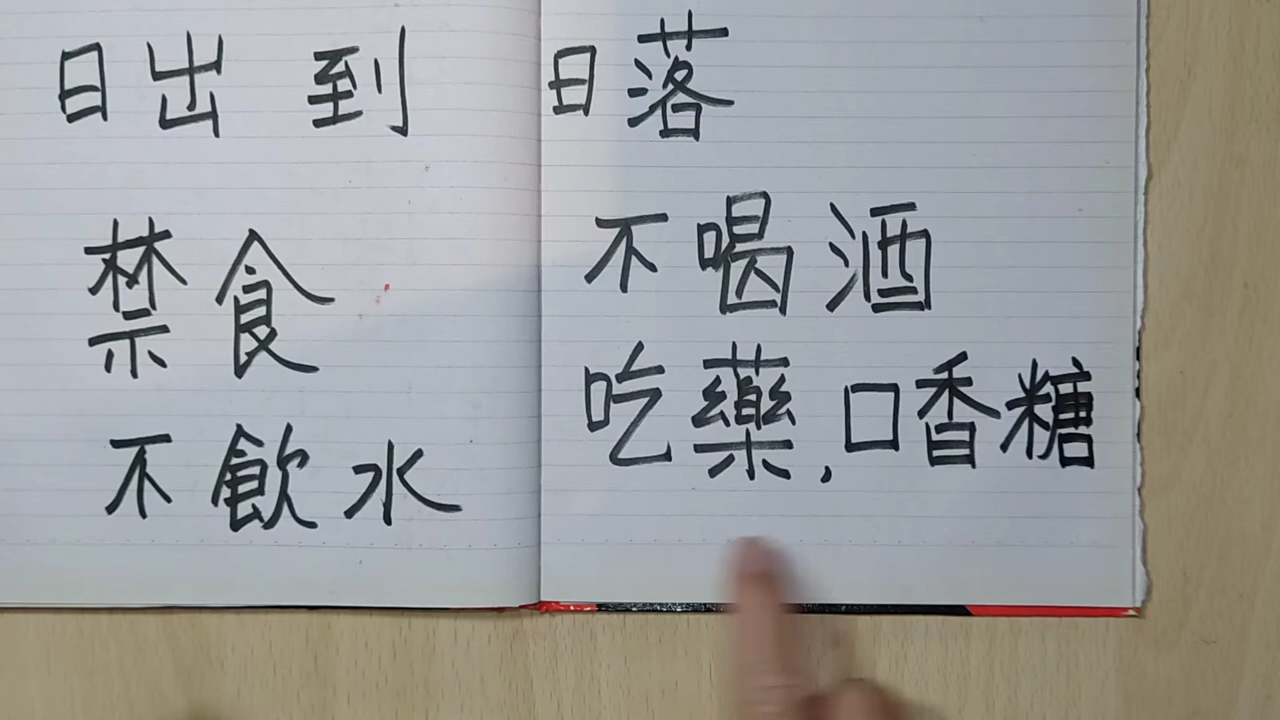 日出到日落
禁食
不飲水
不喝酒
吃藥,口香糖